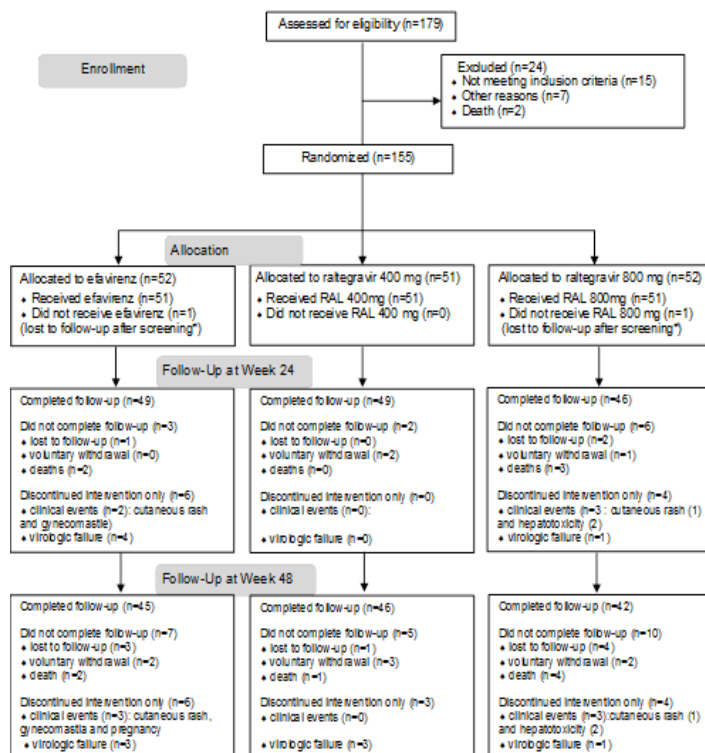 Assessed for eligibility (n=179)
Enrollment
Excluded (n=24)
♦ Not meeting inclusion criteria (n=15)
♦ Other reasons (n=7)
♦ Death (n=2)
Randomized (n=155)
Allocation
Allocated to efavirenz (n=52)
♦ Received efavirenz (n=51)
♦ Did not receive efavirenz (n=1)
(lost to follow-up after screening*)
Allocated to raltegravir 400 mg (n=51)
♦ Received RAL 400mg (n=51)
♦ Did not receive RAL 400 mg (n=0)
Allocated to raltegravir 800 mg (n=52)
♦ Received RAL 800mg (n=51)
♦ Did not receive RAL 800 mg (n=1)
(lost to follow-up after screening*)
Follow-Up at Week 24
Completed follow-up (n=49)
Did not complete follow-up (n=3)
♦ lost to follow-up (n=1)
♦ voluntary withdrawal (n=0)
♦ deaths (n=2)
Discontinued intervention only (n=6)
♦ clinical events (n=2): cutaneous rash
and gynecomastie)
♦ virologic failure (n=4)
Completed follow-up (n=49)
Did not complete follow-up (n=2)
♦ lost to follow-up (n=0)
♦ voluntary withdrawal (n=2)
♦ deaths (n=0)
Discontinued intervention only (n=0)
♦ clinical events (n=0):
♦ virologic failure (n=0)
Completed follow-up (n=46)
Did not complete follow-up (n=6)
♦ lost to follow-up (n=2)
♦ voluntary withdrawal (n=1)
♦ deaths (n=3)
Discontinued intervention only (n=4)
♦ clinical events (n=3 : cutaneous rash (1)
and hepatotoxicity (2)
♦ virologic failure (n=1)
Follow-Up at Week 48
Completed follow-up (n=45)
Did not complete follow-up (n=7)
♦ lost to follow-up (n=3)
♦ voluntary withdrawal (n=2)
♦ death (n=2)
Discontinued intervention only (n=6)
♦ clinical events (n=3): cutaneous rash,
gynecomastia and pregnancy
♦ virologic failure (n=3)
Completed follow-up (n=46)
Did not complete follow-up (n=5)
♦ lost to follow-up (n=1)
♦ voluntary withdrawal (n=3)
♦ death (n=1)
Discontinued intervention only (n=3)
♦ clinical events (n=0)
♦ virologic failure (n=3)
Completed follow-up (n=42)
Did not complete follow-up (n=10)
♦ lost to follow-up (n=4)
♦ voluntary withdrawal (n=2)
♦ death (n=4)
Discontinued intervention only (n=4)
♦ clinical events (n=3):cutaneous rash (1)
and hepatotoxicity (2)
♦ virologic failure (n=1)